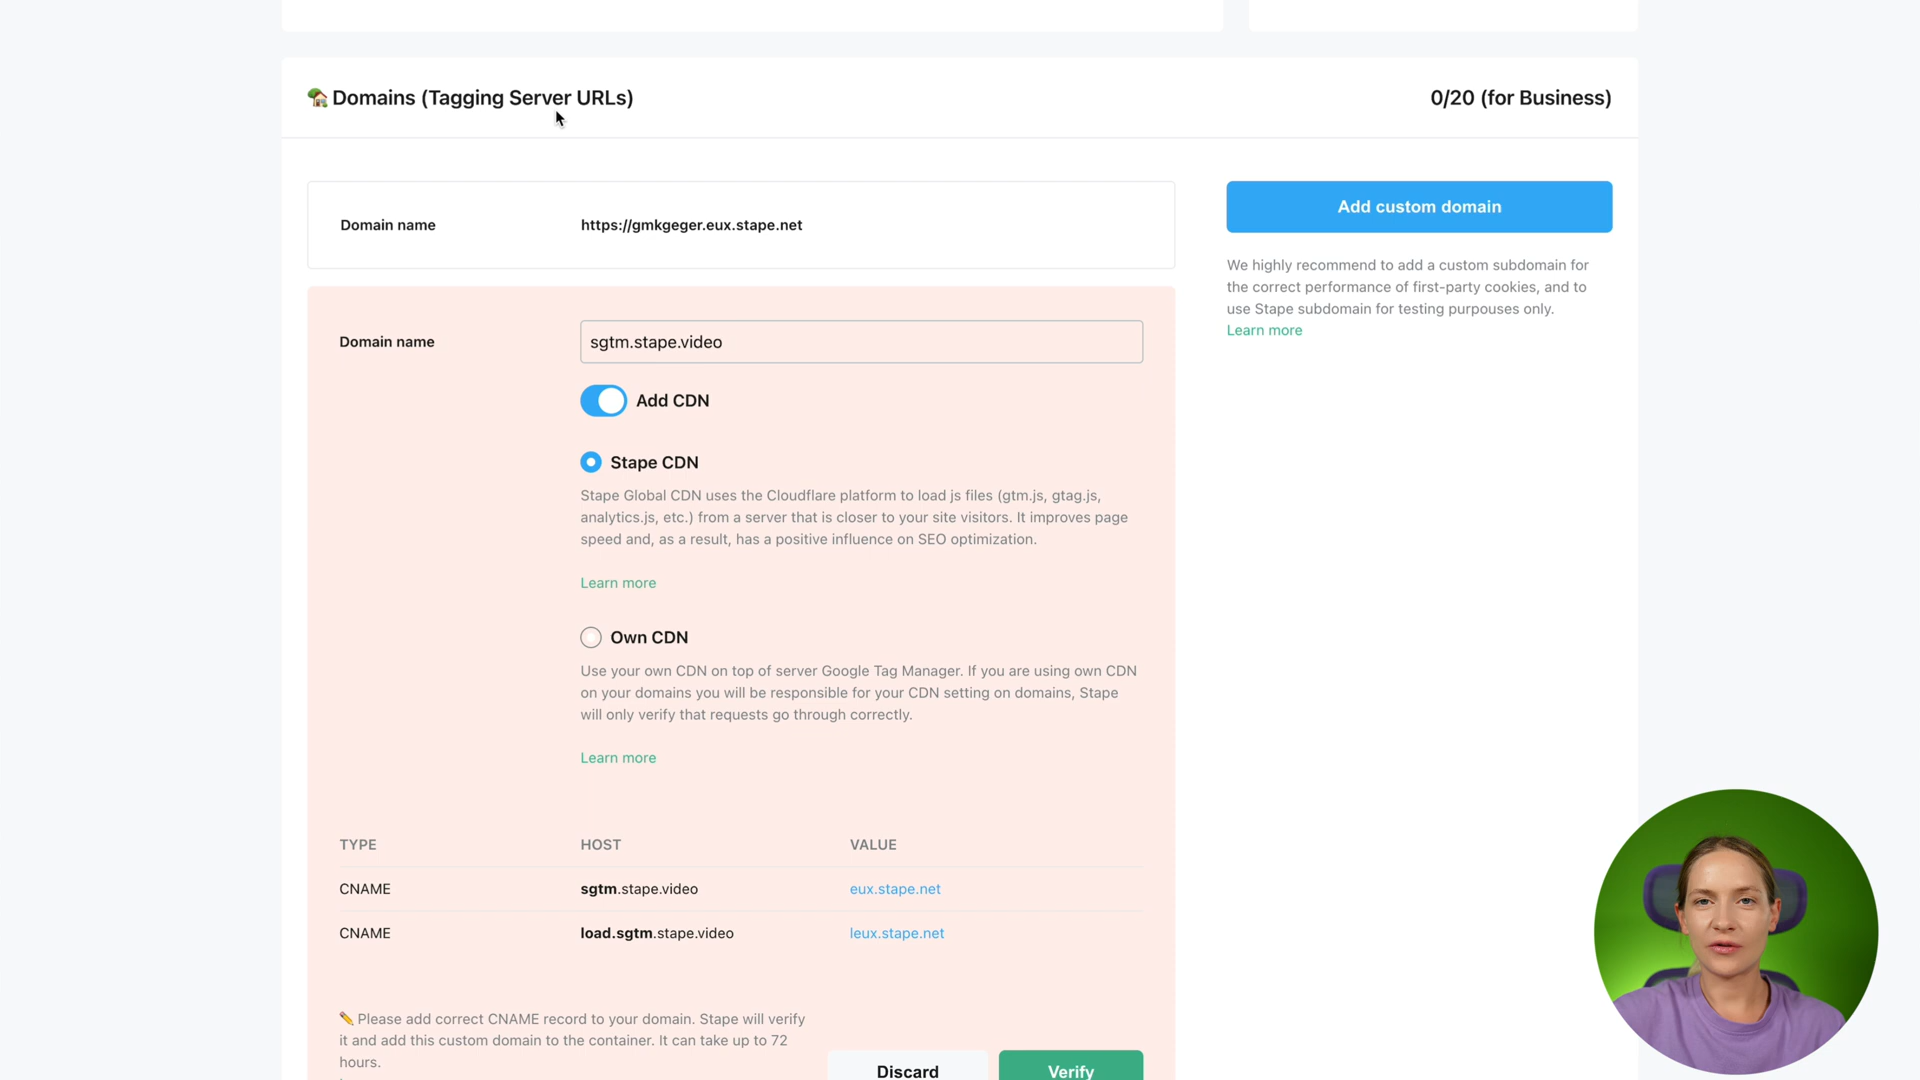 Domains (Tagging Server URLs)
0/20 (for Business)
Domain name
https://gmkgeger.eux.stape.net
Add custom domain
We highly recommend to add a custom subdomain for
the correct performance of first-party cookies, and to
use Stape subdomain for testing purpouses only.
Learn more
Domain name
sgtm.stape.video
Add CDN
Stape CDN
Stape Global CDN uses the Cloudflare platform to load js files (gtm.js, gtag.js,
analytics.js, etc.) from a server that is closer to your site visitors. It improves page
speed and, as a result, has a positive influence on SEO optimization.
Learn more
Own CDN
Use your own CDN on top of server Google Tag Manager. If you are using own CDN
on your domains you will be responsible for your CDN setting on domains, Stape
will only verify that requests go through correctly.
Learn more
TYPE HOST VALUE
CNAME sgtm.stape.video eux.stape.net
CNAME load.sgtm.stape.video leux.stape.net
Please add correct CNAME record to your domain. Stape will verify
it and add this custom domain to the container. It can take up to 72
hours.
Discard
Verify